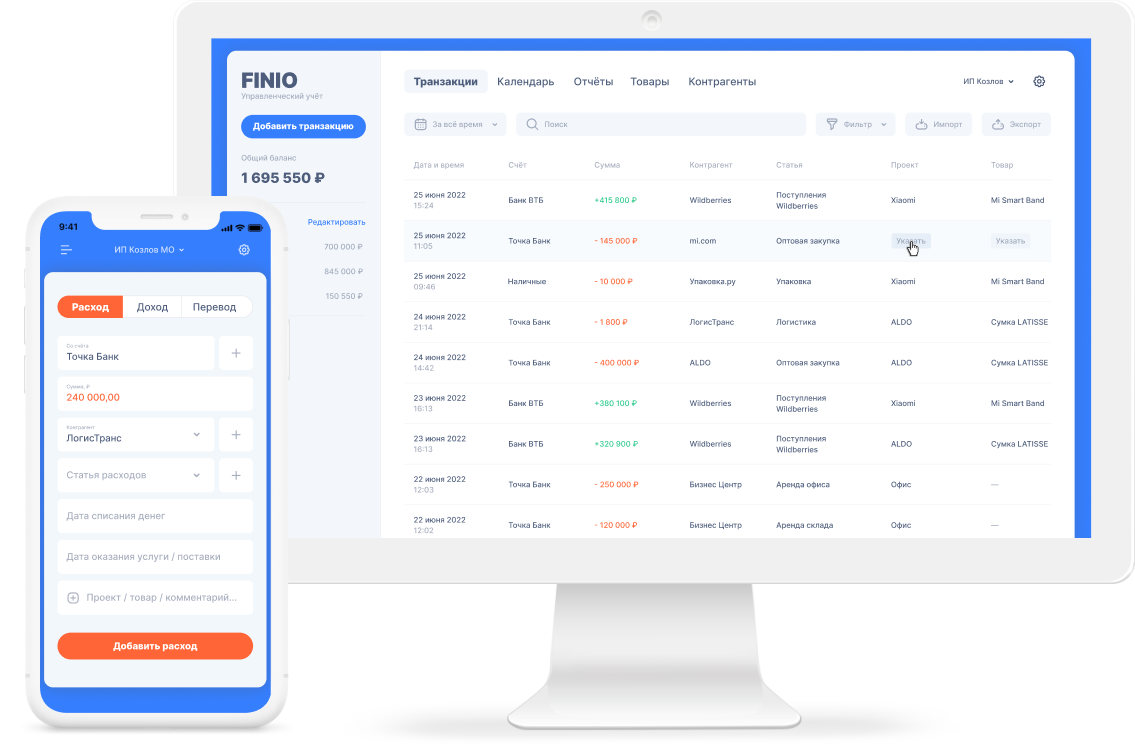 FINIO
Управленческий учёт
Добавить транзакцию
Общий баланс
1 695 550 ₽
Редактировать
700 000 ₽
845 000 ₽
150 550 ₽
Транзакции Календарь Отчёты Товары Контрагенты
ИП Козлов
За всё время
Поиск
Фильтр
Импорт
Экспорт
Дата и время Счёт Сумма Контрагент Статья Проект Товар
25 июня 2022
15:24
Банк ВТБ
+415 800 ₽
Wildberries
Поступления
Wildberries
Xiaomi
Mi Smart Band
25 июня 2022
11:05
Точка Банк
- 145 000 ₽
mi.com
Оптовая закупка
Указать
Указать
25 июня 2022
09:46
Наличные
- 10 000 ₽
Упаковка.ру
Упаковка
Xiaomi
Mi Smart Band
24 июня 2022
21:14
Точка Банк
- 1 800 ₽
ЛогисТранс
Логистика
ALDO
Сумка LATISSE
24 июня 2022
14:42
Точка Банк
- 400 000 ₽
ALDO
Оптовая закупка
ALDO
Сумка LATISSE
23 июня 2022
16:13
Банк ВТБ
+380 100 ₽
Wildberries
Поступления
Wildberries
Xiaomi
Mi Smart Band
23 июня 2022
16:13
Банк ВТБ
+320 900 ₽
Wildberries
Поступления
Wildberries
ALDO
Сумка LATISSE
22 июня 2022
12:03
Точка Банк
- 250 000 ₽
Бизнес Центр
Аренда офиса
Офис
—
22 июня 2022
12:02
Точка Банк
- 120 000 ₽
Бизнес Центр
Аренда склада
Офис
—
9:41
ИП Козлов МО
Расход Доход Перевод
Со счёта
Точка Банк
Сумма, ₽
240 000,00
Контрагент
ЛогисТранс
Статья расходов
Дата списания денег
Дата оказания услуги / поставки
Проект / товар / комментарий...
Добавить расход